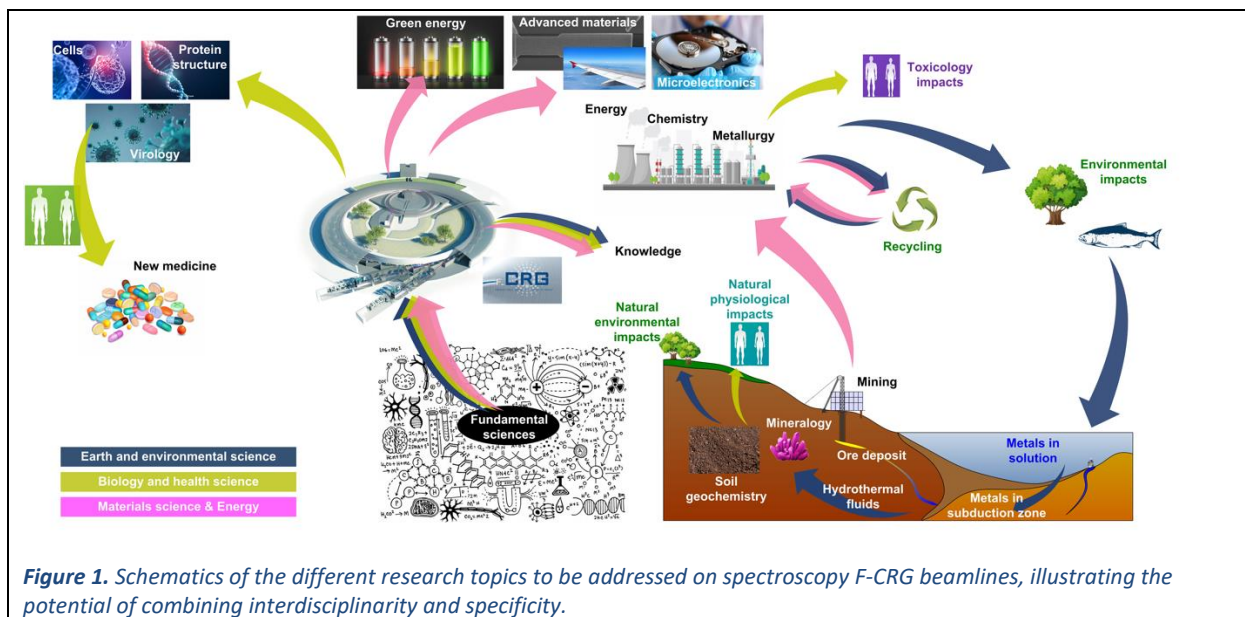 Green energy
Advanced materials
Cells
Protein
structure
Microelectronics
Toxicology
impacts
Energy
Chemistry
Metallurgy
Virology
Environmental
impacts
Recycling
Knowledge
New medicine
CRG
Natural
environmental
impacts
Natural
physiological
impacts
Mining
Fundamental
sciences
Mineralogy
Ore deposit
Metals in
solution
Soil
geochemistry
Hydrothermal
fluids
Metals in
subduction zone
Earth and environmental science
Biology and health science
Materials science & Energy
Figure 1. Schematics of the different research topics to be addressed on spectroscopy F-CRG beamlines, illustrating the
potential of combining interdisciplinarity and specificity.